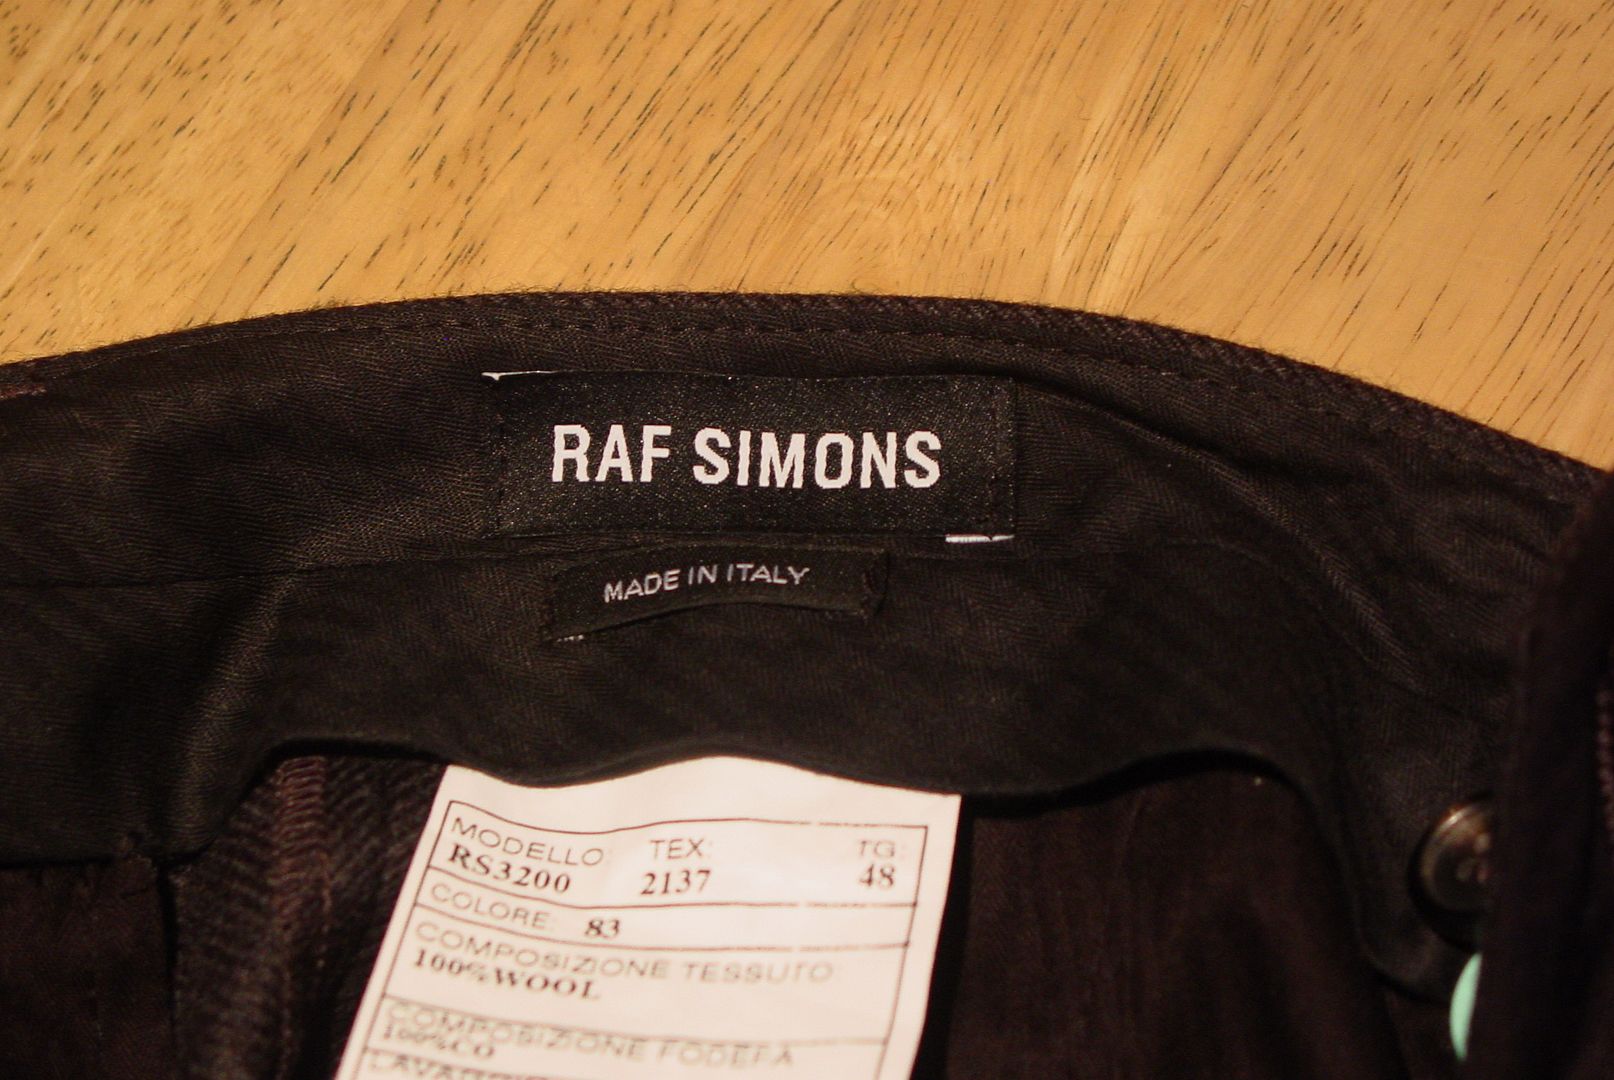 RAF SIMONS
MADE IN ITALY
MODELLO: TEX: TG:
RS3200 2137 48
COLORE: 83
COMPOSIZIONE TESSUTO:
100%WOOL
COMPOSIZIONE FODERA
100%CO